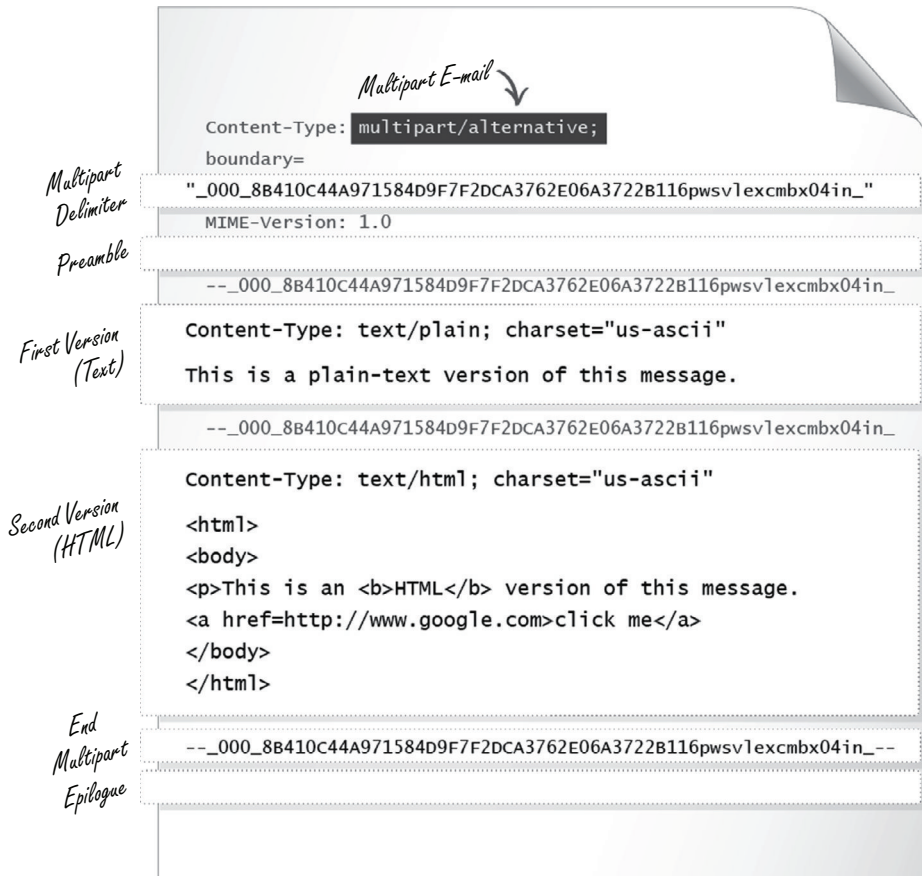 Multipart E-mail
Content-Type: multipart/alternative;
boundary=
Multipart
Delimiter
"_000_8B410C44A971584D9F7F2DCA3762E06A3722B116pwsvlexcmbx04in_"
MIME-Version: 1.0
Preamble
--_000_8B410C44A971584D9F7F2DCA3762E06A3722B116pwsvlexcmbx04in_
First Version
(Text)
Content-Type: text/plain; charset="us-ascii"
This is a plain-text version of this message.
--_000_8B410C44A971584D9F7F2DCA3762E06A3722B116pwsvlexcmbx04in_
Second Version
(HTML)
Content-Type: text/html; charset="us-ascii"
<html>
<body>
<p>This is an <b>HTML</b> version of this message.
<a href=http://www.google.com>click me</a>
</body>
</html>
End
Multipart
--_000_8B410C44A971584D9F7F2DCA3762E06A3722B116pwsvlexcmbx04in_--
Epilogue